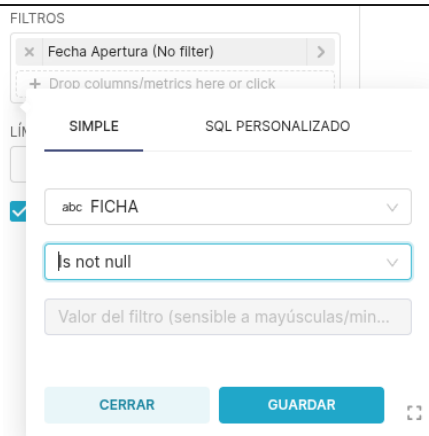 FILTROS
× Fecha Apertura (No filter) >
+ Drop columns/metrics here or click
SIMPLE SQL PERSONALIZADO
abc FICHA
Is not null
Valor del filtro (sensible a mayúsculas/min...
CERRAR GUARDAR